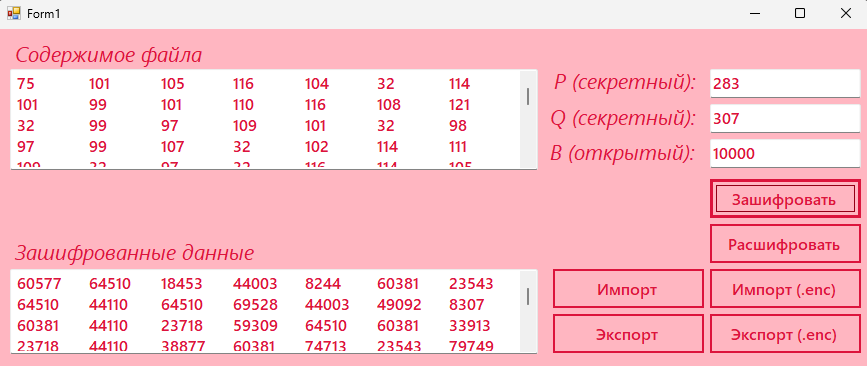 Form1
Содержимое файла
75 101 105 116 104 32 114
101 99 101 110 116 108 121
32 99 97 109 101 32 98
97 99 107 32 102 114 111
109 32 97 32 116 114 105
P (секретный): 283
Q (секретный): 307
B (открытый): 10000
Зашифровать
Расшифровать
Зашифрованные данные
60577 64510 18453 44003 8244 60381 23543
64510 44110 64510 69528 44003 49092 8307
60381 44110 23718 59309 64510 60381 33913
23718 44110 38877 60381 74713 23543 79749
Импорт Импорт (.enc)
Экспорт Экспорт (.enc)